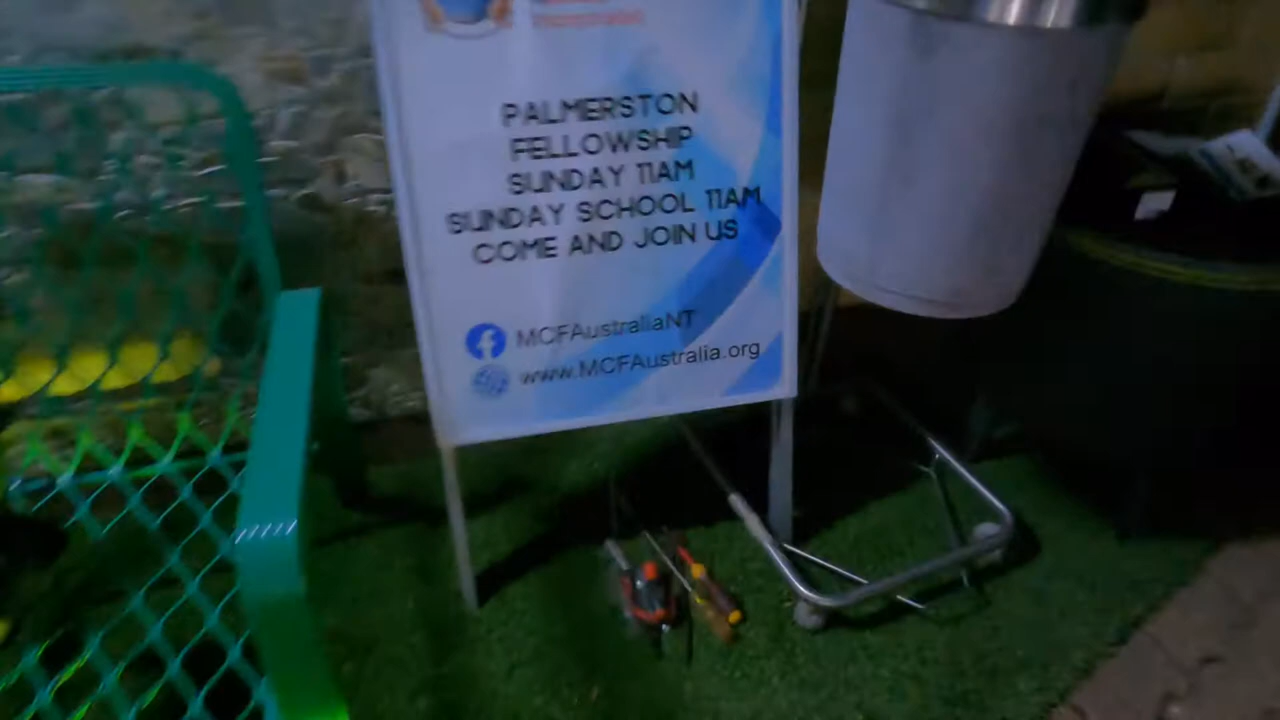 PALMERSTON
FELLOWSHIP
SUNDAY 11AM
SUNDAY SCHOOL 11AM
COME AND JOIN US
MCFAustraliaNT
www.MCFAustralia.org